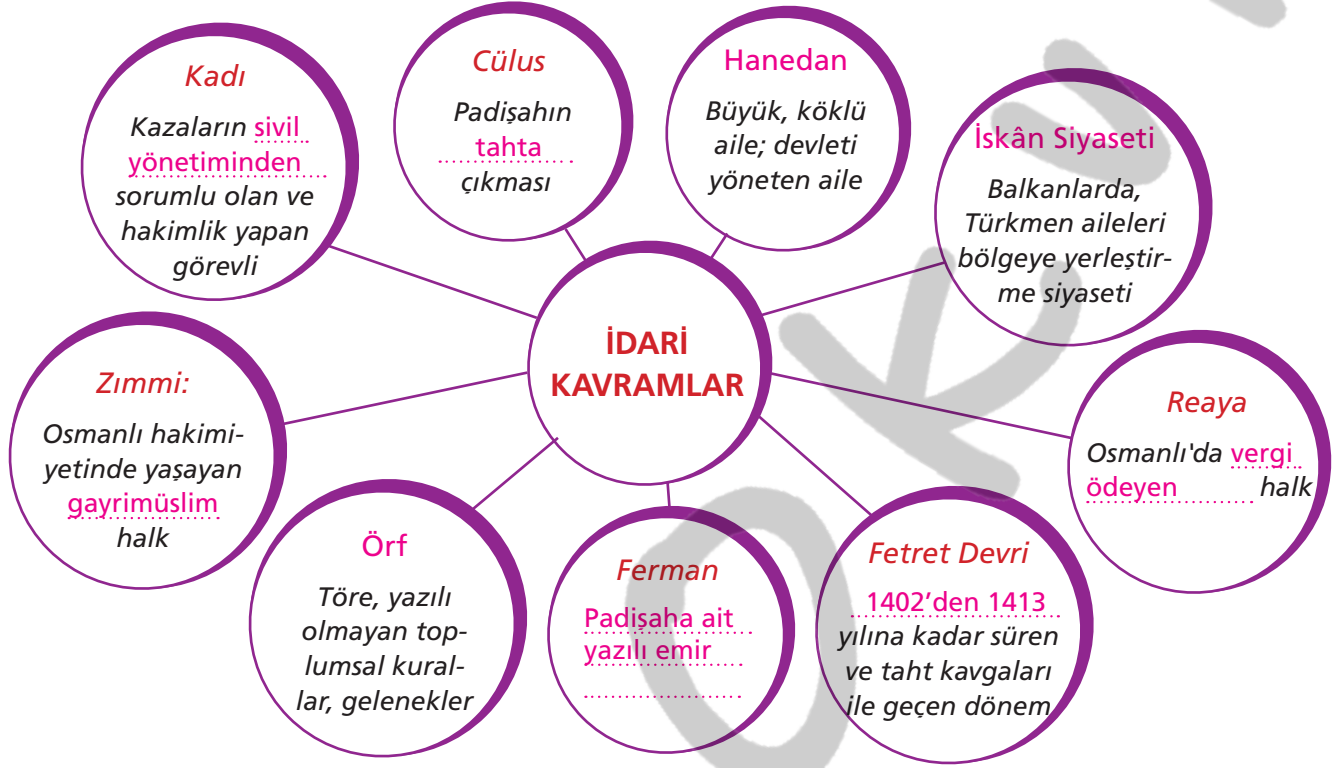 Kadı
Kazaların sivil
yönetiminden
sorumlu olan ve
hakimlik yapan
görevli
Cülus
Padişahın
tahta
çıkması
Hanedan
Büyük, köklü
aile; devleti
yöneten aile
İskân Siyaseti
Balkanlarda,
Türkmen aileleri
bölgeye yerleştir-
me siyaseti
İDARİ
KAVRAMLAR
Zımmi:
Osmanlı hakimi-
yetinde yaşayan
gayrimüslim
halk
Reaya
Osmanlı'da vergi
ödeyen halk
Örf
Töre, yazılı
olmayan top-
lumsal kural-
lar, gelenekler
Ferman
Padişaha ait
yazılı emir
Fetret Devri
1402’den 1413
yılına kadar süren
ve taht kavgaları
ile geçen dönem